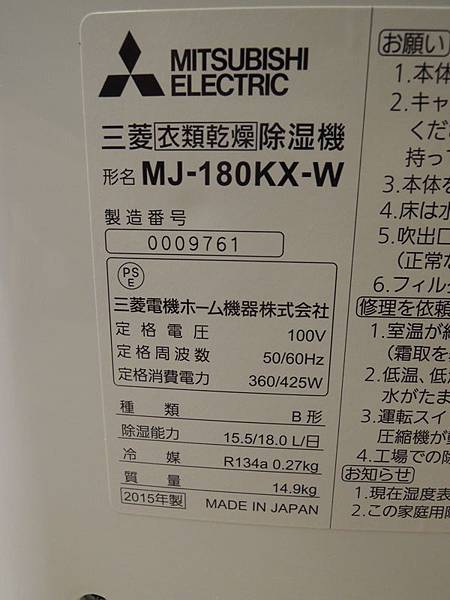 MITSUBISHI
ELECTRIC
三菱衣類乾燥除湿機
形名 MJ-180KX-W
製造番号
0009761
PS
E
三菱電機ホーム機器株式会社
定格電圧 100V
定格周波数 50/60Hz
定格消費電力 360/425W
種類 B形
除湿能力 15.5/18.0 L/日
冷媒 R134a 0.27kg
質量 14.9kg
2015年製 MADE IN JAPAN
お願い
1.本体
2.キャ
くだ
持っ
3.本体を
4.床は水
5.吹出口
(正常な
6.フィル
修理を依頼
1.室温が
(霜取を
2.低温、低
水がたま
3.運転スイ
圧縮機が
4.工場での除
お知らせ
1.現在湿度表
2.この家庭用除